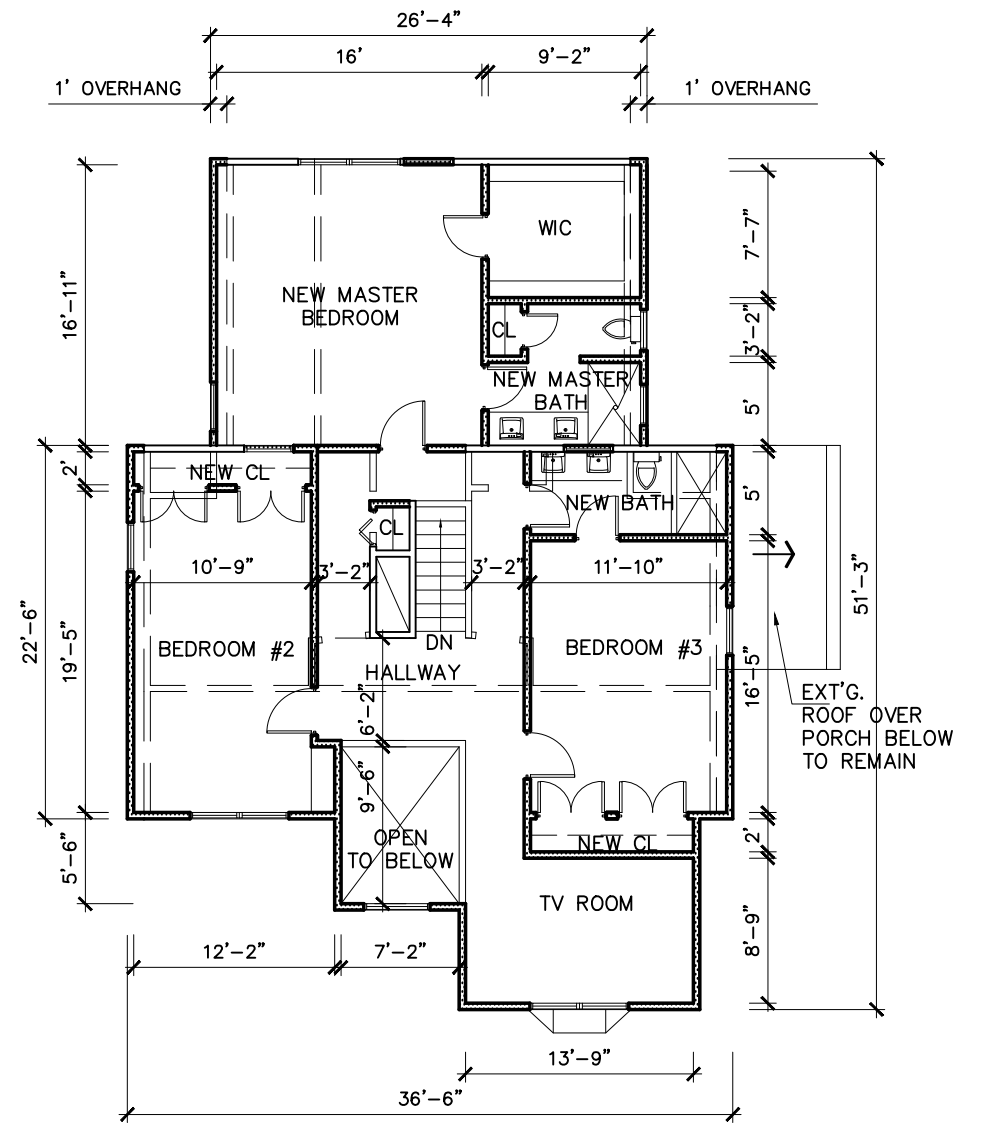 26'-4"
16'
9'-2"
1' OVERHANG
1' OVERHANG
WIC
7'-7"
16'-11"
NEW MASTER
BEDROOM
CL
3'-2"
NEW MASTER
BATH
5'
2'
NEW CL
NEW BATH
5'
CL
10'-9"
3'-2"
3'-2"
11'-10"
51'-3"
22'-6"
19'-5"
BEDROOM #2
DN
HALLWAY
BEDROOM #3
16'-5"
EXT'G.
ROOF OVER
PORCH BELOW
TO REMAIN
6'-2"
9'-6"
OPEN
TO BELOW
NEW CL
2'
5'-6"
TV ROOM
8'-9"
12'-2"
7'-2"
13'-9"
36'-6"